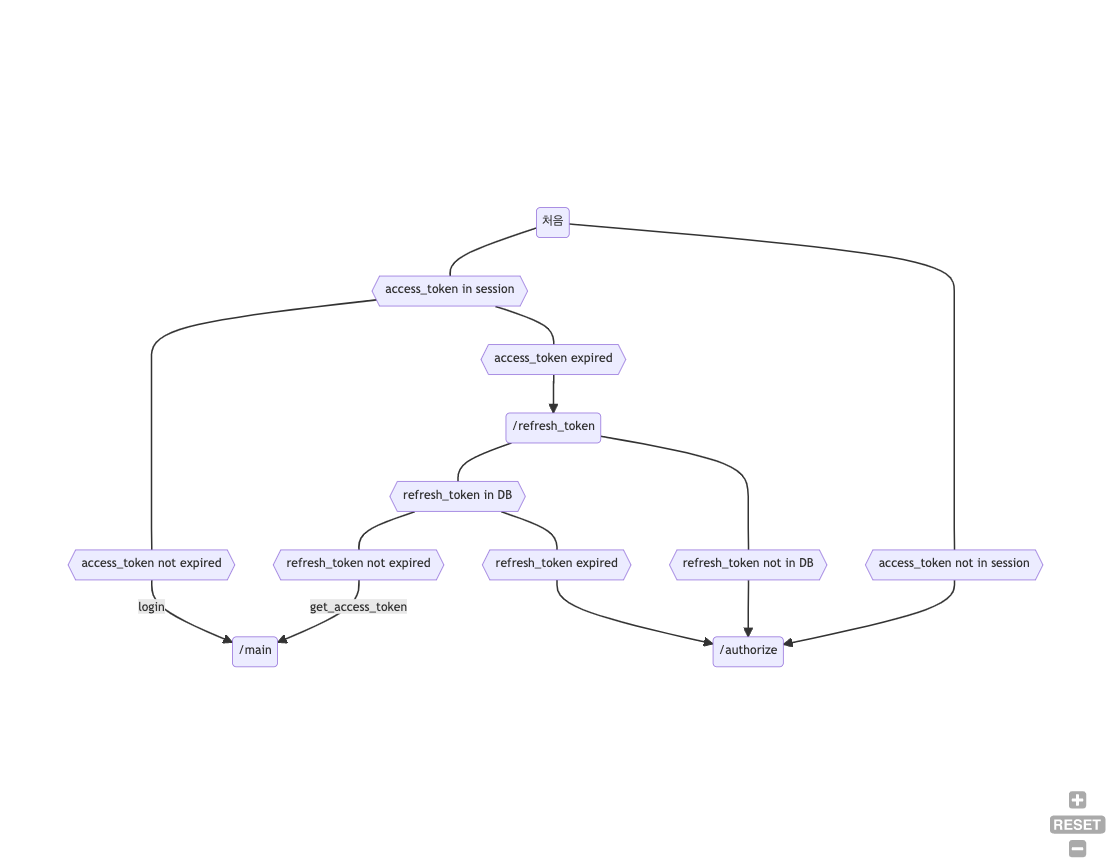 처음
access_token in session
access_token expired
/refresh_token
refresh_token in DB
access_token not expired
refresh_token not expired
refresh_token expired
refresh_token not in DB
access_token not in session
login
get_access_token
/main
/authorize
RESET